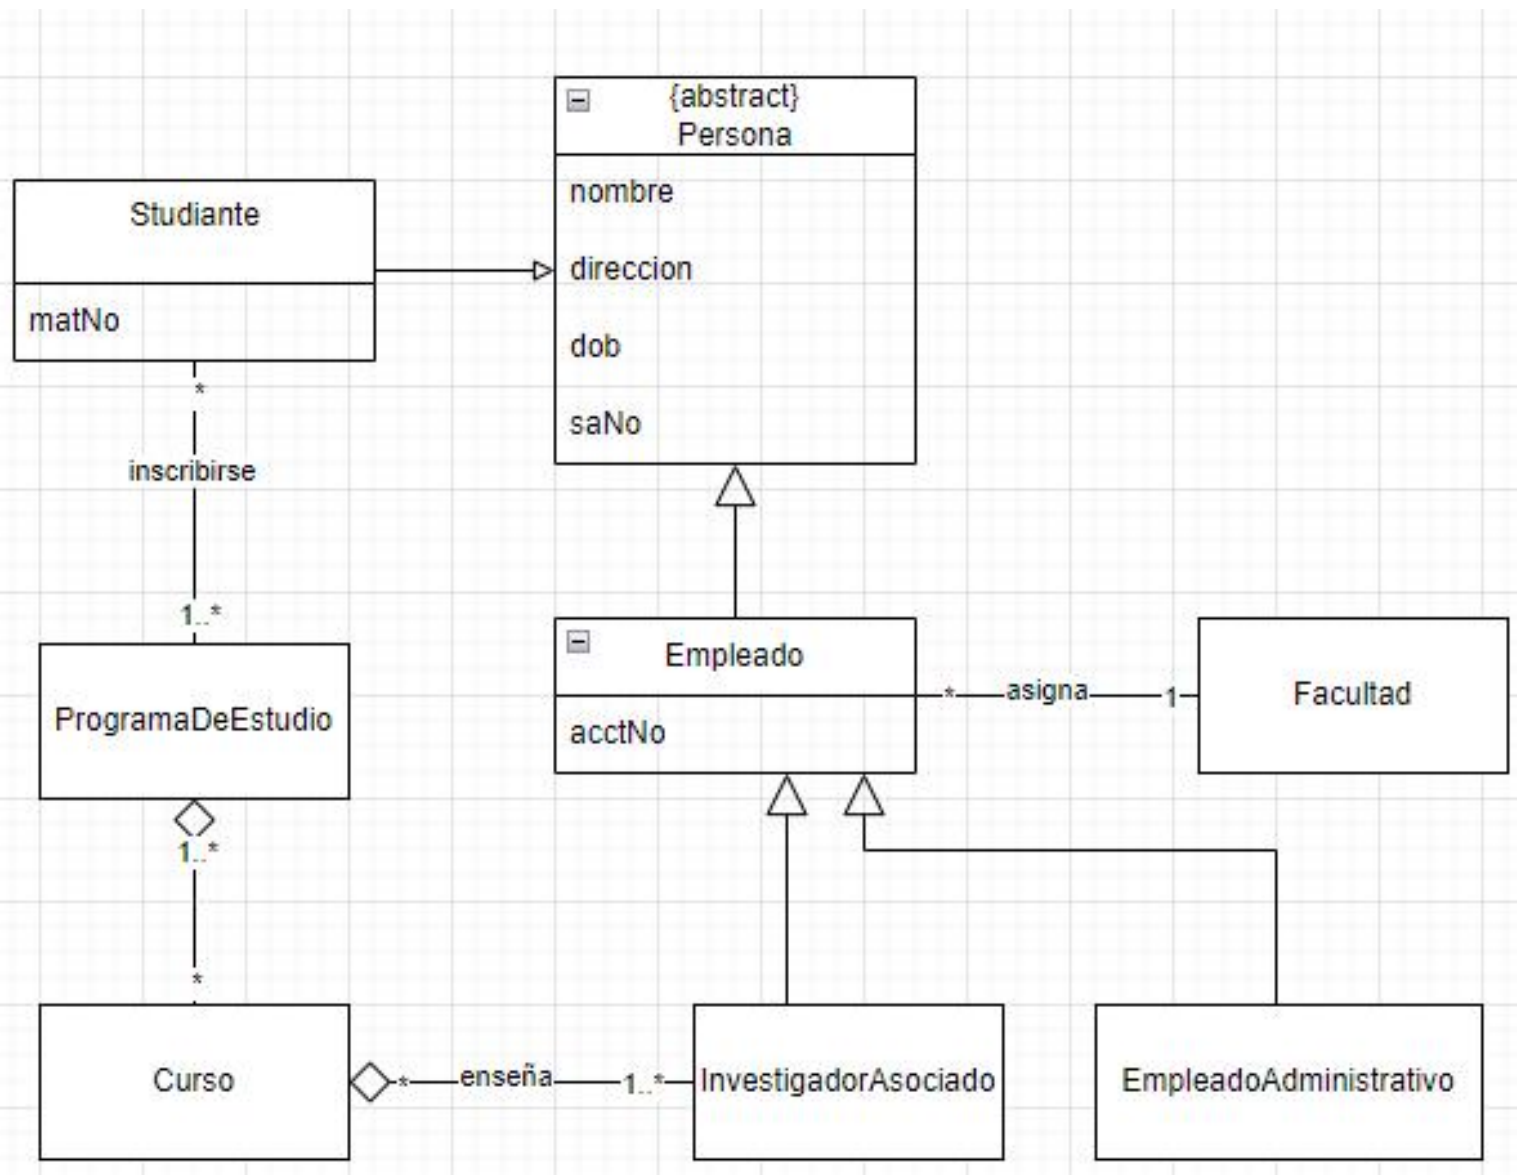 {abstract}
Persona
nombre
direccion
dob
saNo
Studiante
matNo
*
inscribirse
1..*
ProgramaDeEstudio
1..*
*
Empleado
acctNo
*
asigna
1
Facultad
Curso
*
enseña
1..*
InvestigadorAsociado
EmpleadoAdministrativo